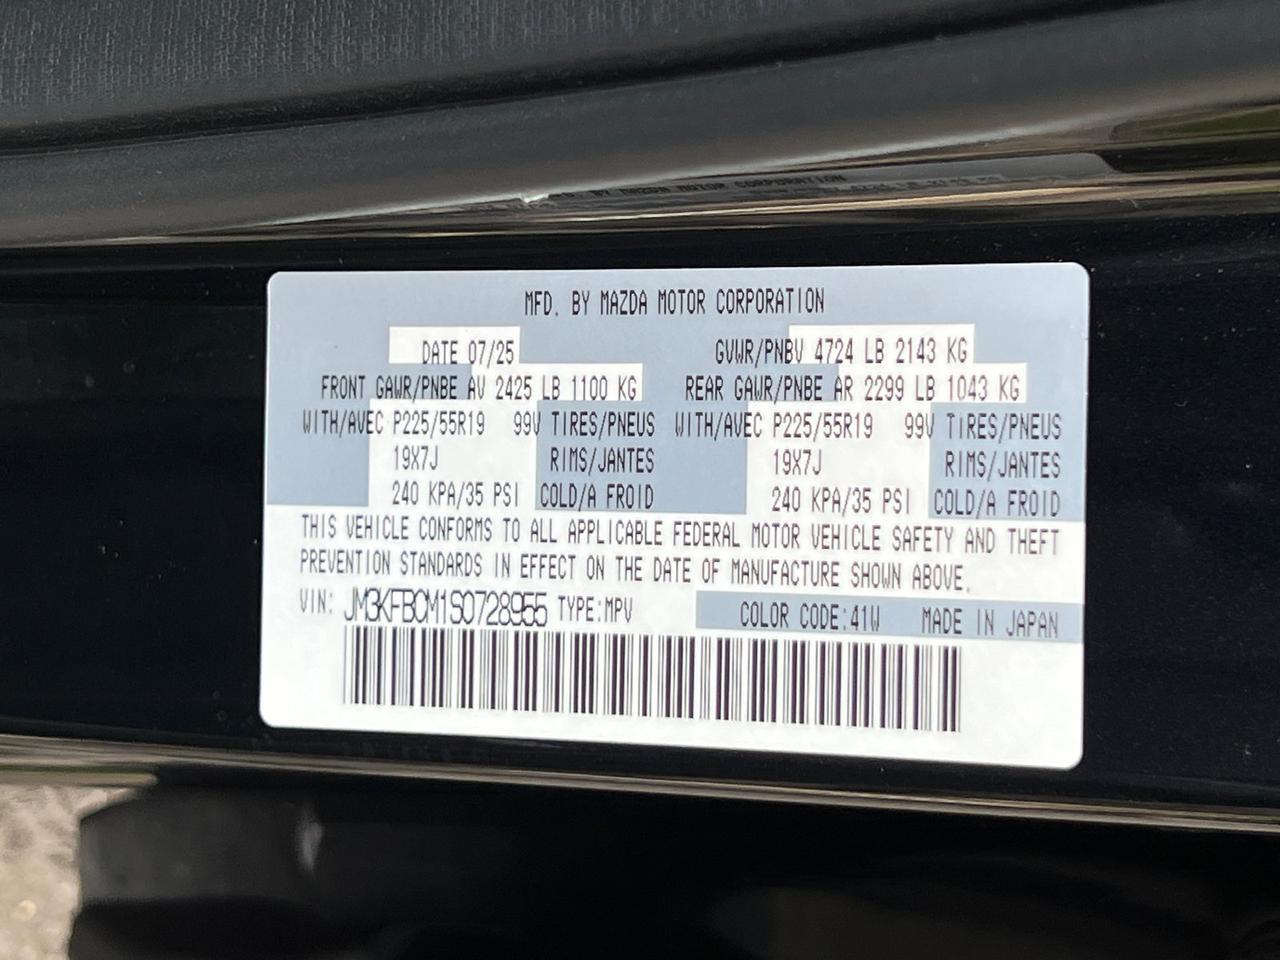 MFD. BY MAZDA MOTOR CORPORATION
DATE 07/25 GVWR/PNBV 4724 LB 2143 KG
FRONT GAWR/PNBE AV 2425 LB 1100 KG REAR GAWR/PNBE AR 2299 LB 1043 KG
WITH/AVEC P225/55R19 99V TIRES/PNEUS WITH/AVEC P225/55R19 99V TIRES/PNEUS
19X7J RIMS/JANTES 19X7J RIMS/JANTES
240 KPA/35 PSI COLD/A FROID 240 KPA/35 PSI COLD/A FROID
THIS VEHICLE CONFORMS TO ALL APPLICABLE FEDERAL MOTOR VEHICLE SAFETY AND THEFT
PREVENTION STANDARDS IN EFFECT ON THE DATE OF MANUFACTURE SHOWN ABOVE.
VIN: JM3KFBCM1S0728955 TYPE:MPV COLOR CODE:41W MADE IN JAPAN